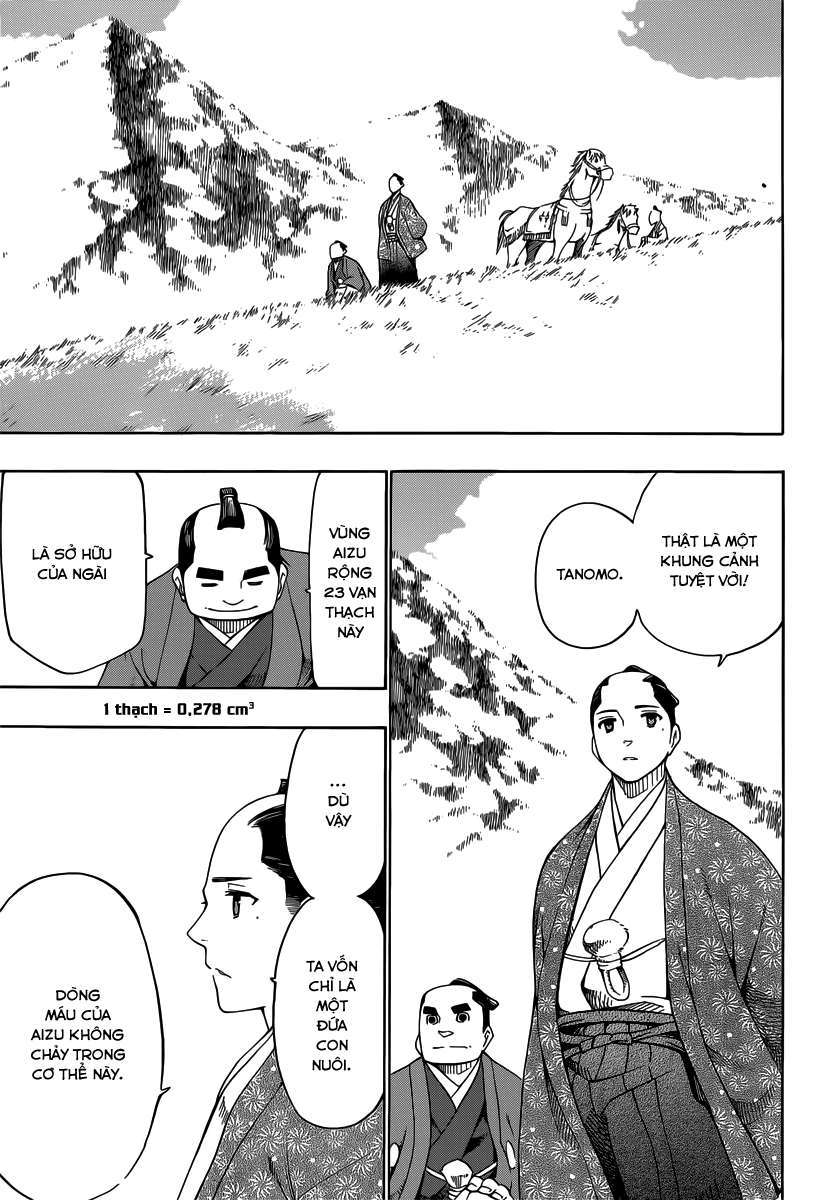 THẬT LÀ MỘT
KHUNG CẢNH
TUYỆT VỜI!
TANOMO.
VÙNG
AIZU
RỘNG
23 VẠN
THẠCH
NÀY
LÀ SỞ HỮU
CỦA NGÀI
1 thạch = 0,278 cm³
...
DÙ
VẬY
TA VỐN
CHỈ LÀ
MỘT
ĐỨA
CON
NUÔI.
DÒNG
MÁU CỦA
AIZU KHÔNG
CHẢY TRONG
CƠ THỂ NÀY.